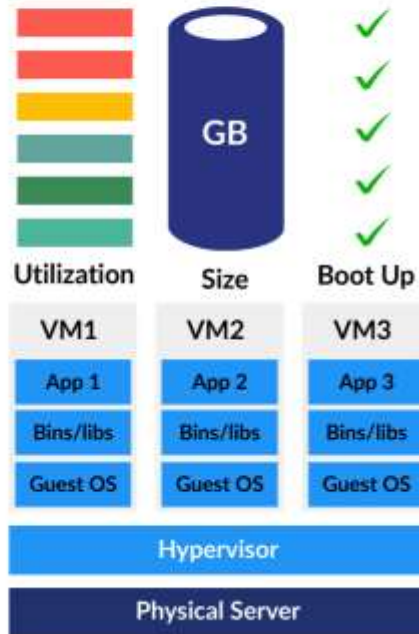 GB
Utilization Size Boot Up
VM1 VM2 VM3
App 1 App 2 App 3
Bins/libs Bins/libs Bins/libs
Guest OS Guest OS Guest OS
Hypervisor
Physical Server